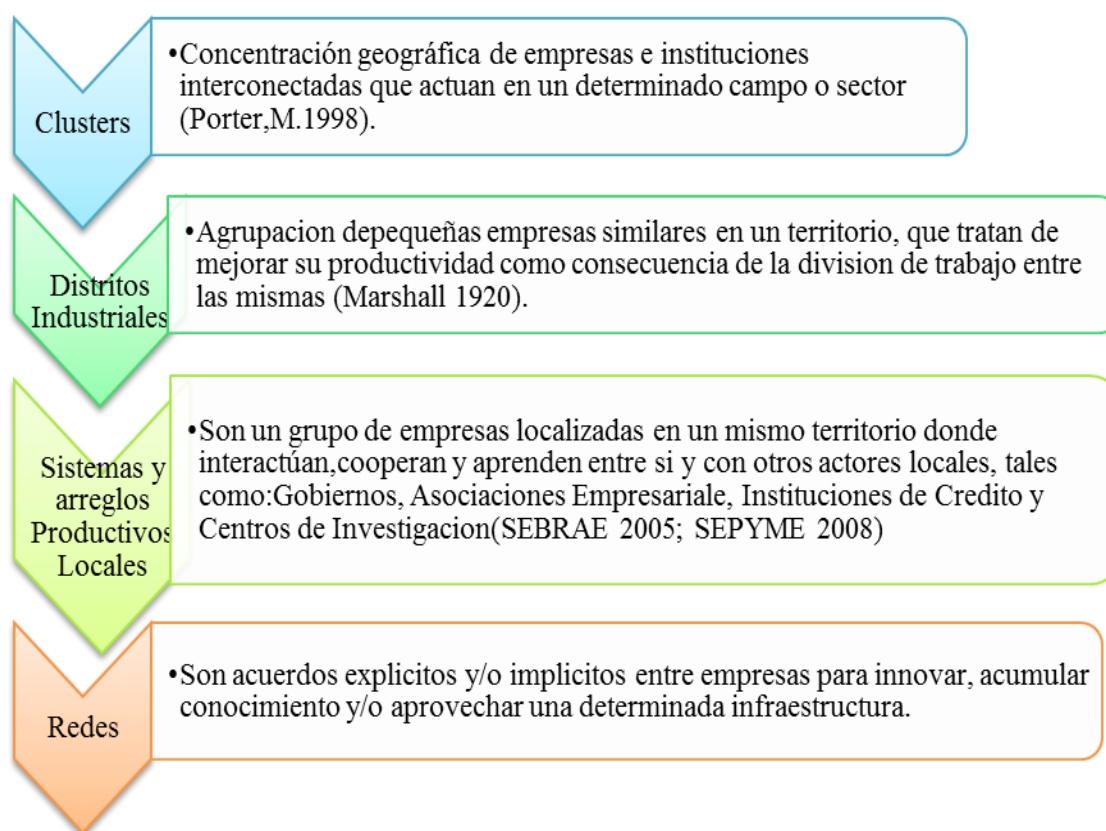 Clusters
•Concentración geográfica de empresas e instituciones
interconectadas que actuan en un determinado campo o sector
(Porter,M.1998).
Distritos
Industriales
•Agrupacion depequeñas empresas similares en un territorio, que tratan de
mejorar su productividad como consecuencia de la division de trabajo entre
las mismas (Marshall 1920).
Sistemas y
arreglos
Productivos
Locales
•Son un grupo de empresas localizadas en un mismo territorio donde
interactúan,cooperan y aprenden entre si y con otros actores locales, tales
como:Gobiernos, Asociaciones Empresariale, Instituciones de Credito y
Centros de Investigacion(SEBRAE 2005; SEPYME 2008)
Redes
•Son acuerdos explicitos y/o implicitos entre empresas para innovar, acumular
conocimiento y/o aprovechar una determinada infraestructura.